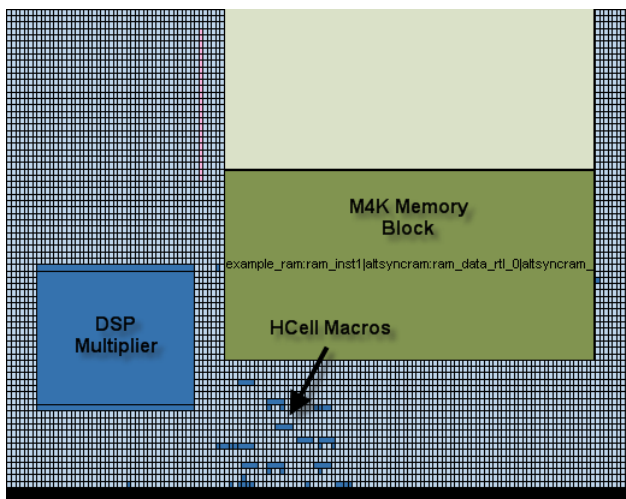 M4K Memory
Block
example_ram:ram_inst1|altsyncram:ram_data_rtl_0|altsyncram_
DSP
Multiplier
HCell Macros